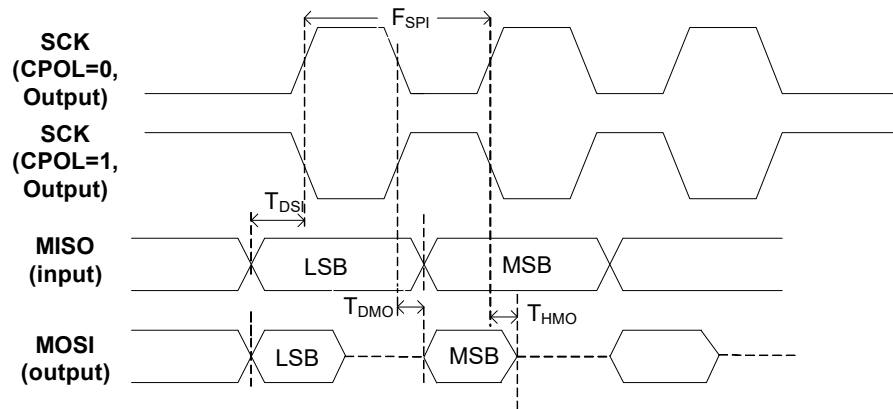 F_SPI
SCK
(CPOL=0,
Output)
SCK
(CPOL=1,
Output)
T_DSI
MISO
(input)
LSB
MSB
T_DMO
T_HMO
MOSI
(output)
LSB
MSB